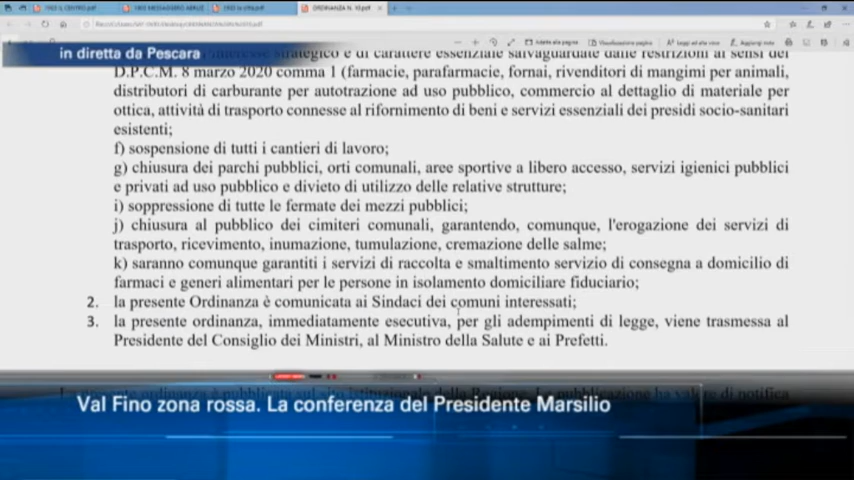 ORDINANZA N. 10.pdf
in diretta da Pescara
strategico e di carattere essenziale salvaguardate dalle restrizioni ai sensi del
D.P.C.M. 8 marzo 2020 comma 1 (farmacie, parafarmacie, fornai, rivenditori di mangimi per animali,
distributori di carburante per autotrazione ad uso pubblico, commercio al dettaglio di materiale per
ottica, attività di trasporto connesse al rifornimento di beni e servizi essenziali dei presidi socio-sanitari
esistenti;
f) sospensione di tutti i cantieri di lavoro;
g) chiusura dei parchi pubblici, orti comunali, aree sportive a libero accesso, servizi igienici pubblici
e privati ad uso pubblico e divieto di utilizzo delle relative strutture;
i) soppressione di tutte le fermate dei mezzi pubblici;
j) chiusura al pubblico dei cimiteri comunali, garantendo, comunque, l'erogazione dei servizi di
trasporto, ricevimento, inumazione, tumulazione, cremazione delle salme;
k) saranno comunque garantiti i servizi di raccolta e smaltimento servizio di consegna a domicilio di
farmaci e generi alimentari per le persone in isolamento domiciliare fiduciario;
2. la presente Ordinanza è comunicata ai Sindaci dei comuni interessati;
3. la presente ordinanza, immediatamente esecutiva, per gli adempimenti di legge, viene trasmessa al
Presidente del Consiglio dei Ministri, al Ministro della Salute e ai Prefetti.
Val Fino zona rossa. La conferenza del Presidente Marsilio